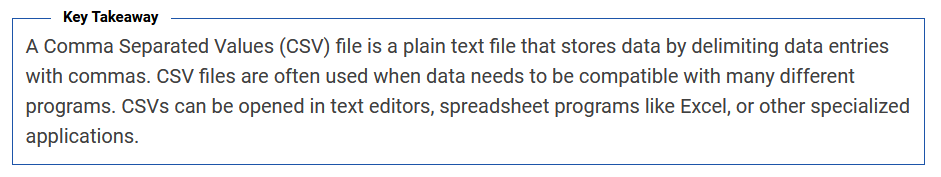 Key Takeaway
A Comma Separated Values (CSV) file is a plain text file that stores data by delimiting data entries
with commas. CSV files are often used when data needs to be compatible with many different
programs. CSVs can be opened in text editors, spreadsheet programs like Excel, or other specialized
applications.